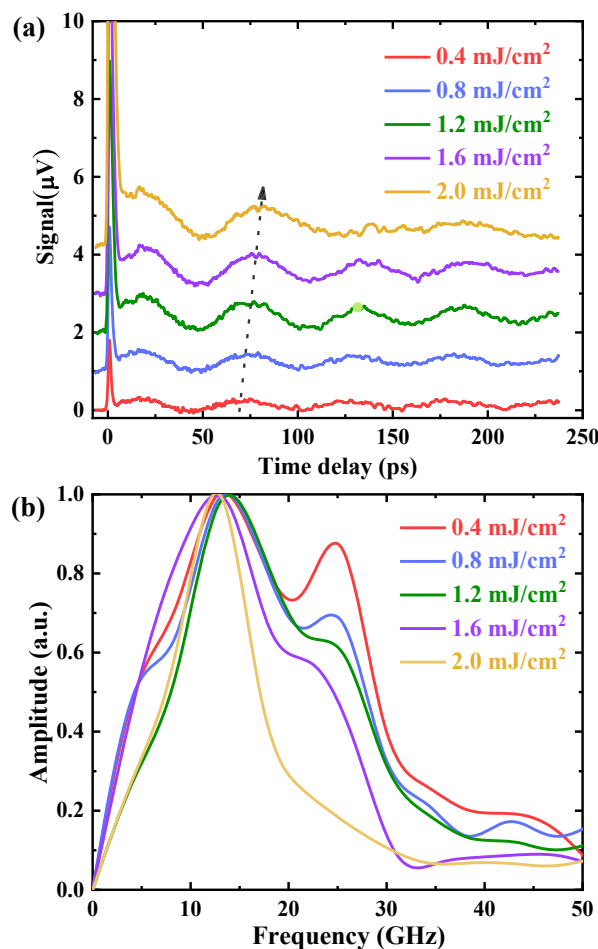 (a)
10
8
6
4
2
0
Signal(μV)
0.4 mJ/cm²
0.8 mJ/cm²
1.2 mJ/cm²
1.6 mJ/cm²
2.0 mJ/cm²
0 50 100 150 200 250
Time delay (ps)
(b)
1.0
0.8
0.6
0.4
0.2
0.0
Amplitude (a.u.)
0.4 mJ/cm²
0.8 mJ/cm²
1.2 mJ/cm²
1.6 mJ/cm²
2.0 mJ/cm²
0 10 20 30 40 50
Frequency (GHz)